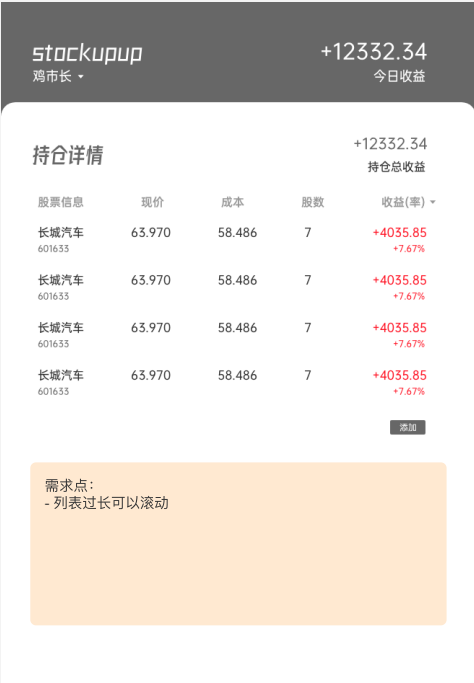 stockupup
+12332.34
鸡市长
今日收益
+12332.34
持仓详情
持仓总收益
股票信息 现价 成本 股数 收益(率)
长城汽车 63.970 58.486 7 +4035.85
601633 +7.67%
长城汽车 63.970 58.486 7 +4035.85
601633 +7.67%
长城汽车 63.970 58.486 7 +4035.85
601633 +7.67%
长城汽车 63.970 58.486 7 +4035.85
601633 +7.67%
添加
需求点:
- 列表过长可以滚动